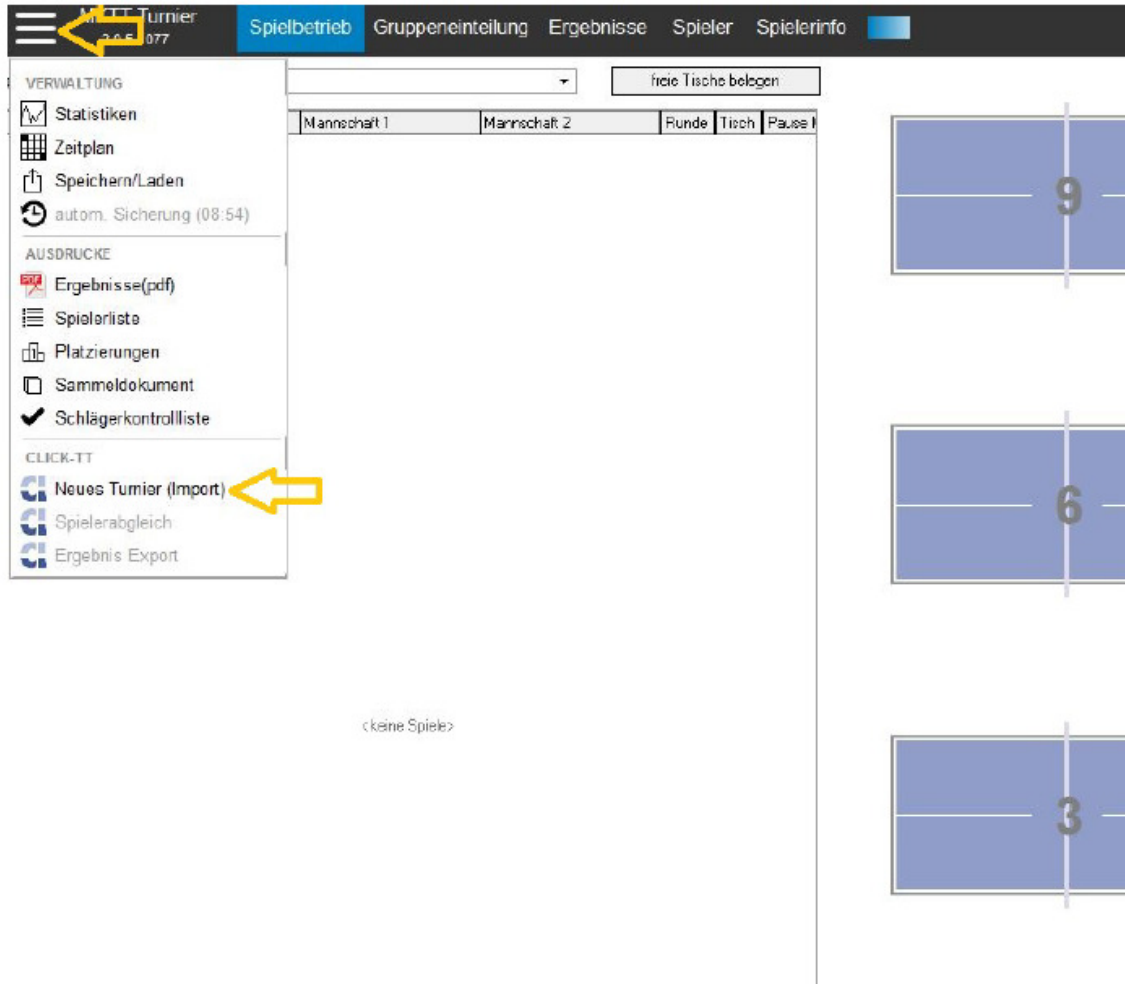 Turnier
077
Spielbetrieb Gruppeneinteilung Ergebnisse Spieler Spielerinfo
VERWALTUNG
freie Tische belegen
Statistiken
Mannschaft 1 Mannschaft 2 Runde Tisch Pause
Zeitplan
Speichern/Laden
autom. Sicherung (08:54)
9
AUSDRUCKE
Ergebnisse(pdf)
Spielerliste
Platzierungen
Sammeldokument
Schlägerkontrollliste
CLICK-TT
Neues Turnier (Import)
6
Spielerabgleich
Ergebnis Export
<keine Spiele>
3